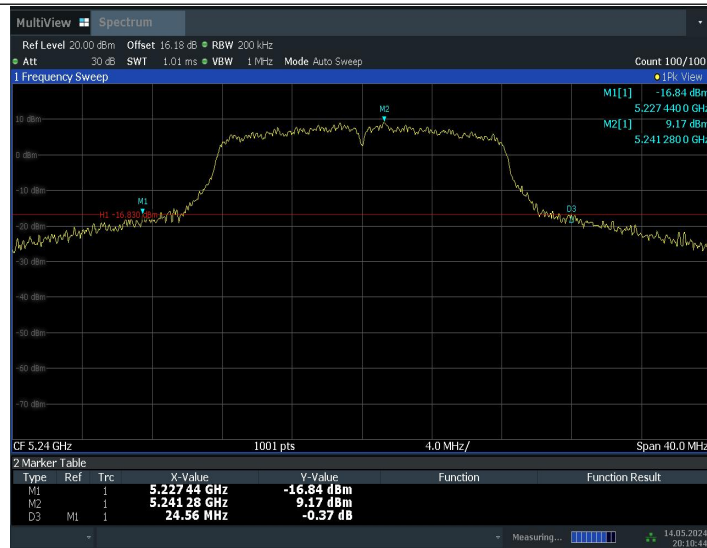 MultiView Spectrum
Ref Level 20.00 dBm Offset 16.18 dB RBW 200 kHz
Att 30 dB SWT 1.01 ms VBW 1 MHz Mode Auto Sweep Count 100/100
1 Frequency Sweep 1Pk View
M1[1] -16.84 dBm
5.227 440 0 GHz
M2[1] 9.17 dBm
5.241 280 0 GHz
M2
10 dBm
0 dBm
-10 dBm
M1
D3
H1 -16.830 dBm
-20 dBm
-30 dBm
-40 dBm
-50 dBm
-60 dBm
-70 dBm
CF 5.24 GHz 1001 pts 4.0 MHz/ Span 40.0 MHz
2 Marker Table
Type Ref Trc X-Value Y-Value Function Function Result
M1 1 5.227 44 GHz -16.84 dBm
M2 1 5.241 28 GHz 9.17 dBm
D3 M1 1 24.56 MHz -0.37 dB
Measuring... 14.05.2024
20:10:44